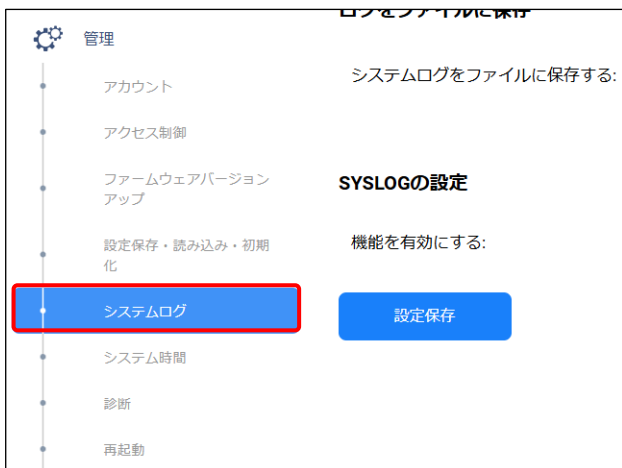 管理
アカウント
アクセス制御
ファームウェアバージョン
アップ
設定保存・読み込み・初期
化
システムログ
システム時間
診断
再起動
ログをファイルに保存
システムログをファイルに保存する:
SYSLOGの設定
機能を有効にする:
設定保存